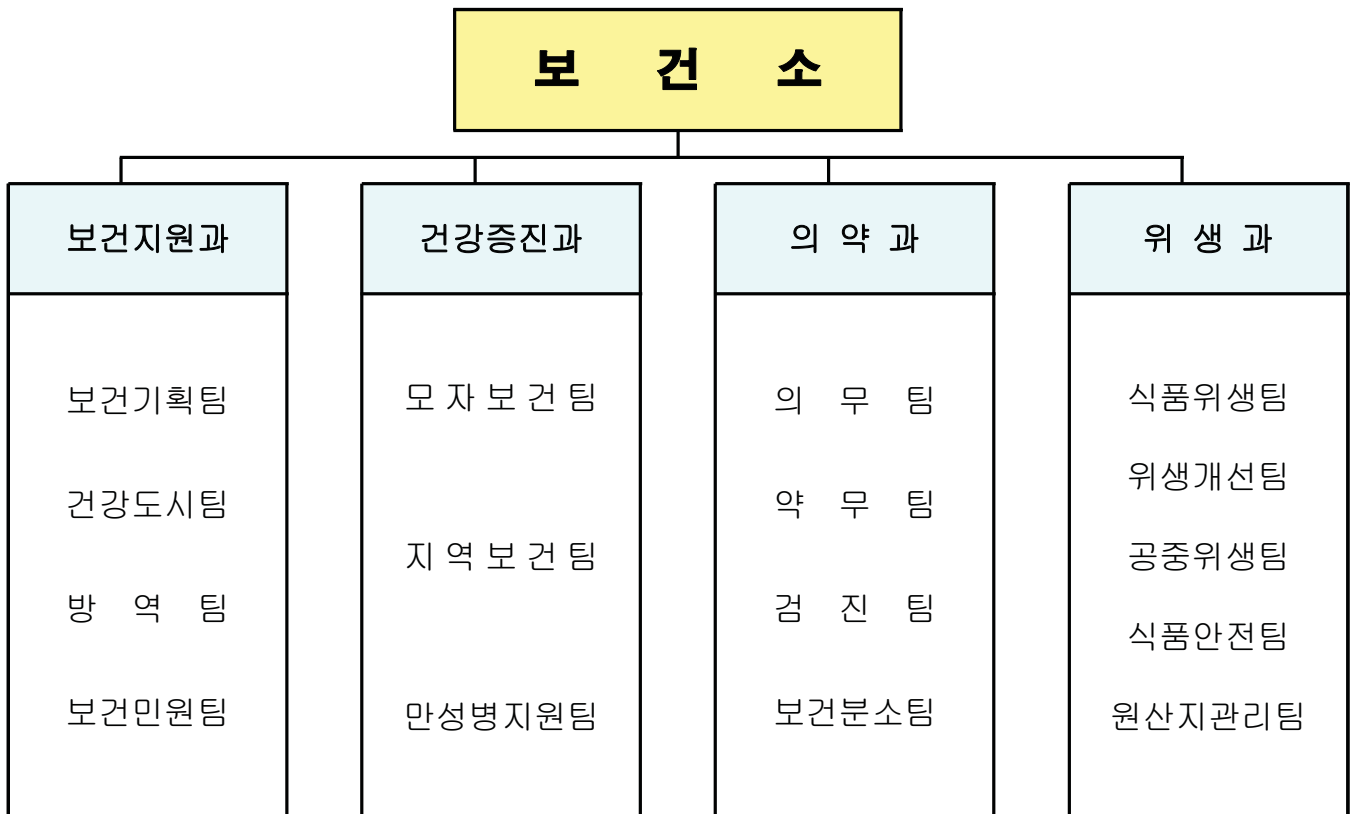 보 건 소
보건지원과
보건기획팀
건강도시팀
방 역 팀
보건민원팀
건강증진과
모 자 보 건 팀
지 역 보 건 팀
만성병지원팀
의 약 과
의 무 팀
약 무 팀
검 진 팀
보건분소팀
위 생 과
식품위생팀
위생개선팀
공중위생팀
식품안전팀
원산지관리팀